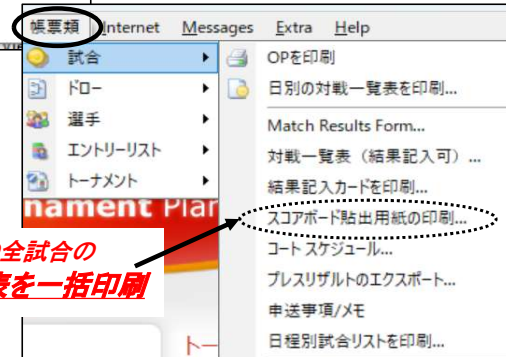 帳票類 Internet Messages Extra Help
試合
ドロー
選手
エントリーリスト
トーナメント
OPを印刷
日別の対戦一覧表を印刷...
Match Results Form...
対戦一覧表（結果記入可）...
結果記入カードを印刷...
スコアボード貼出用紙の印刷...
コート スケジュール...
プレスリザルトのエクスポート...
申送事項/メモ
日程別試合リストを印刷...
nament Plar
全試合の
表を一括印刷
トー